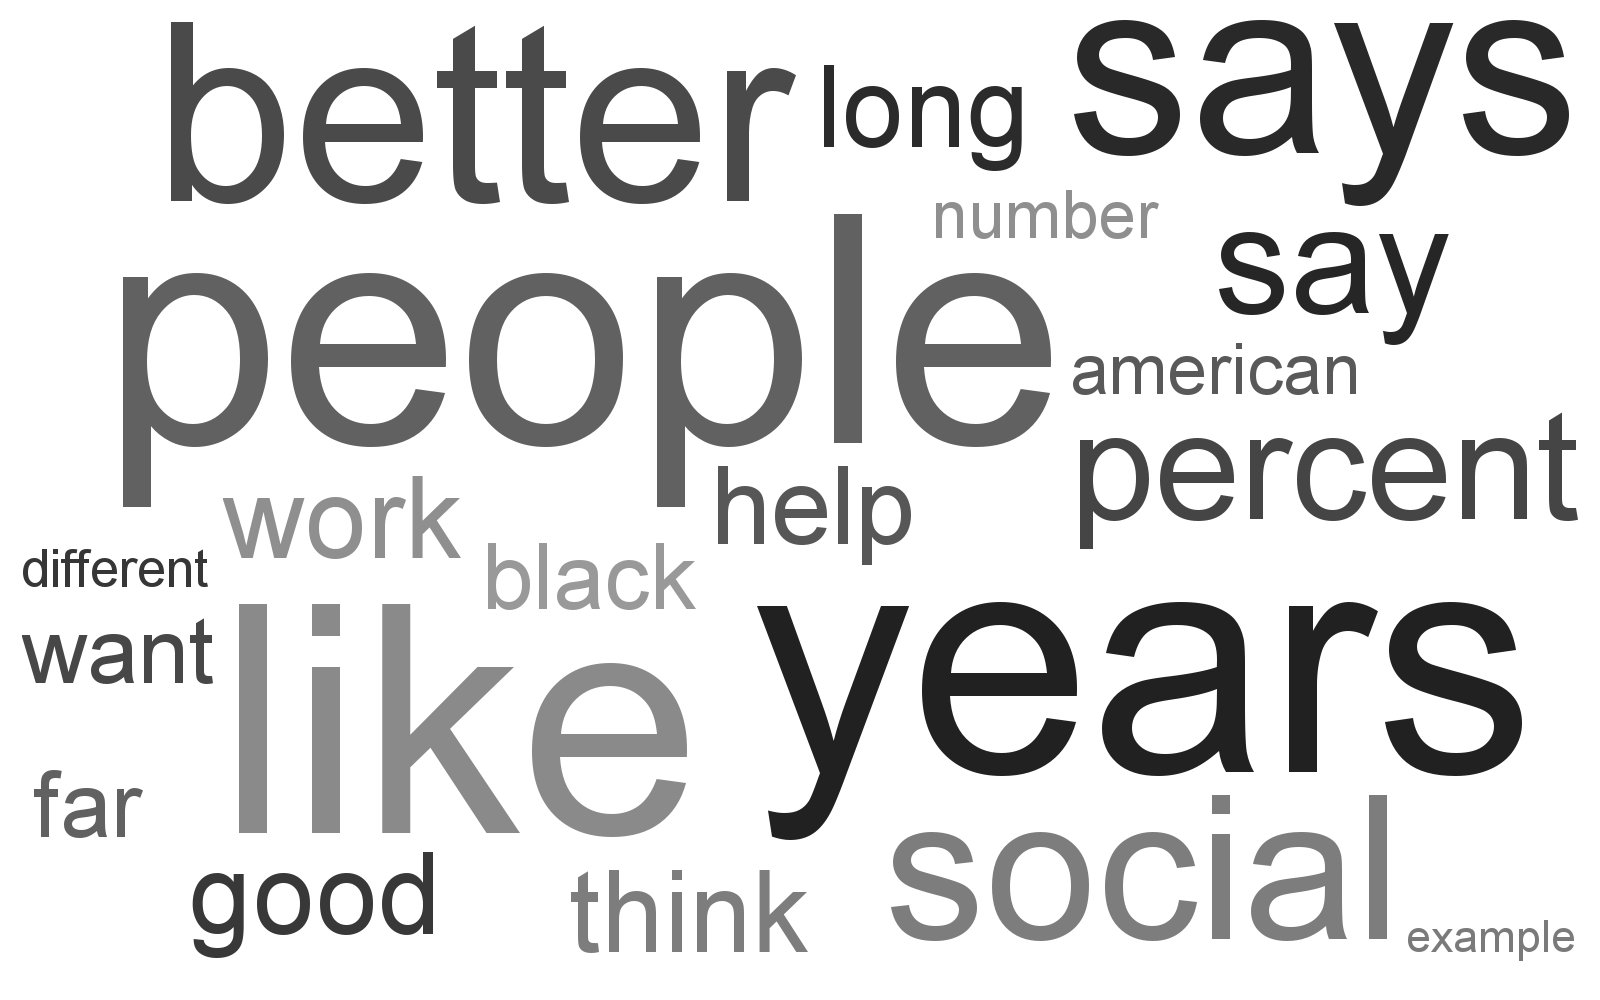 better
long
says
number
say
people
american
percent
help
work
black
different
want
like
years
far
social
good
think
example